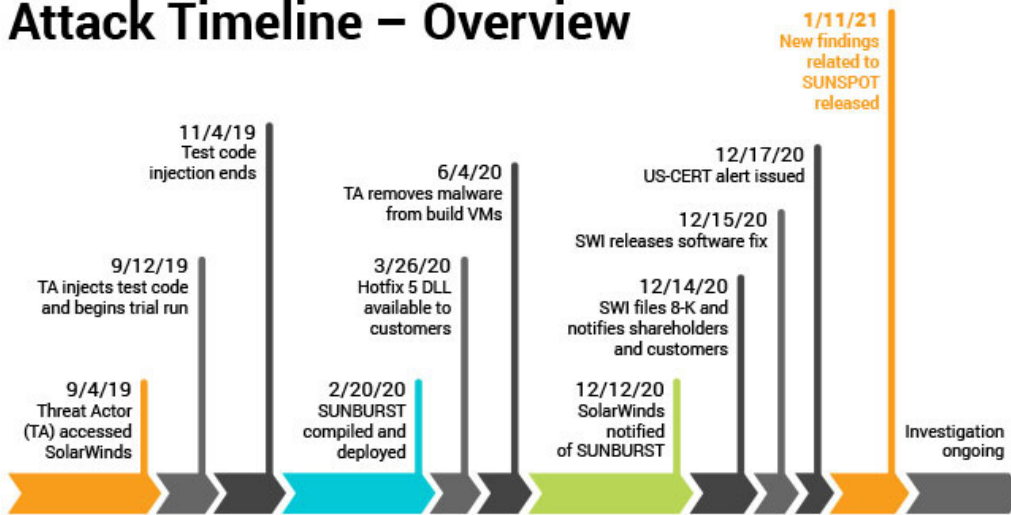 Attack Timeline – Overview
9/4/19
Threat Actor
(TA) accessed
SolarWinds
9/12/19
TA injects test code
and begins trial run
11/4/19
Test code
injection ends
2/20/20
SUNBURST
compiled and
deployed
3/26/20
Hotfix 5 DLL
available to
customers
6/4/20
TA removes malware
from build VMs
12/12/20
SolarWinds
notified
of SUNBURST
12/14/20
SWI files 8-K and
notifies shareholders
and customers
12/15/20
SWI releases software fix
12/17/20
US-CERT alert issued
1/11/21
New findings
related to
SUNSPOT
released
Investigation
ongoing